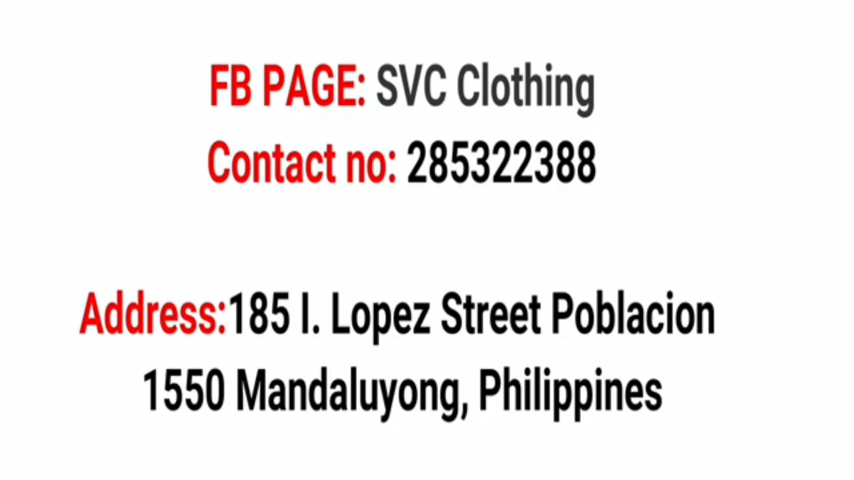 FB PAGE: SVC Clothing
Contact no: 285322388
Address:185 I. Lopez Street Poblacion
1550 Mandaluyong, Philippines